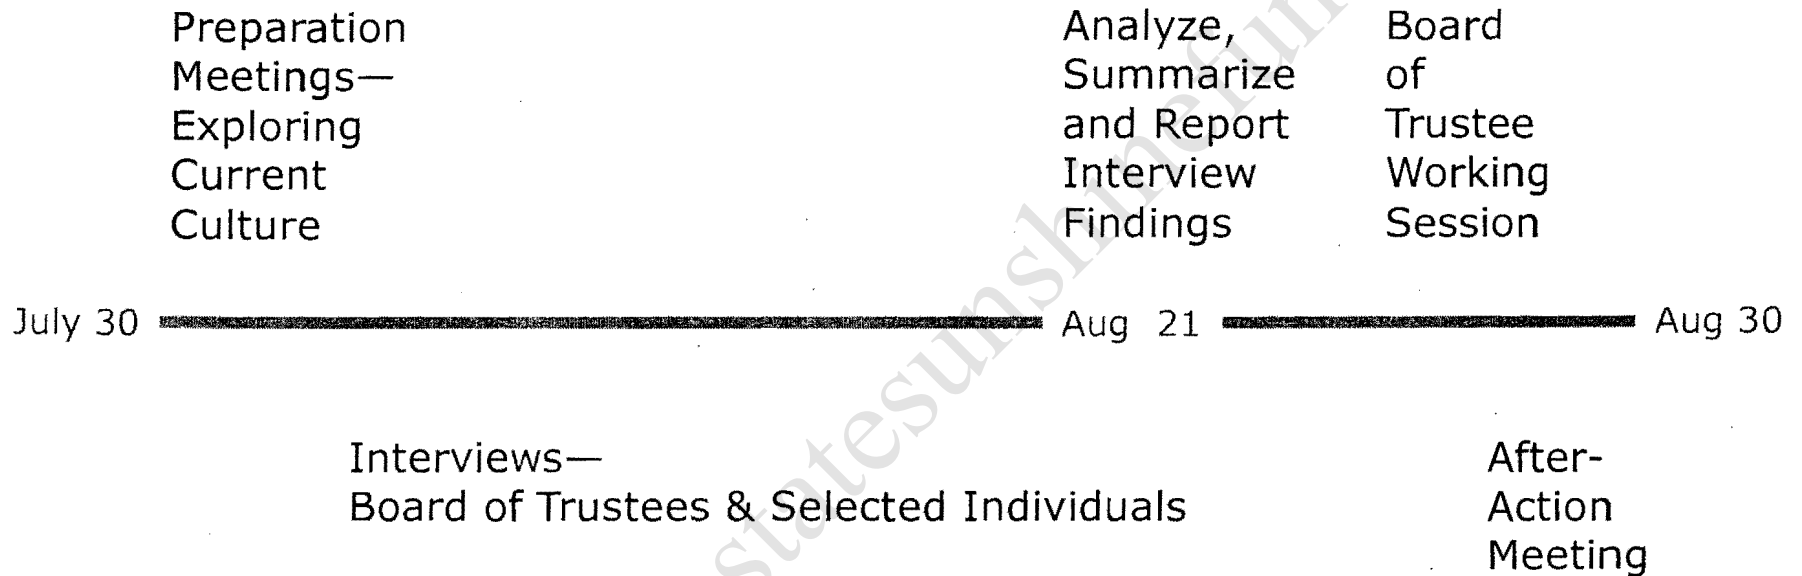 Preparation
Meetings—
Exploring
Current
Culture
Analyze,
Summarize
and Report
Interview
Findings
Board
of
Trustee
Working
Session
July 30
Aug 21
Aug 30
Interviews—
Board of Trustees & Selected Individuals
After-
Action
Meeting